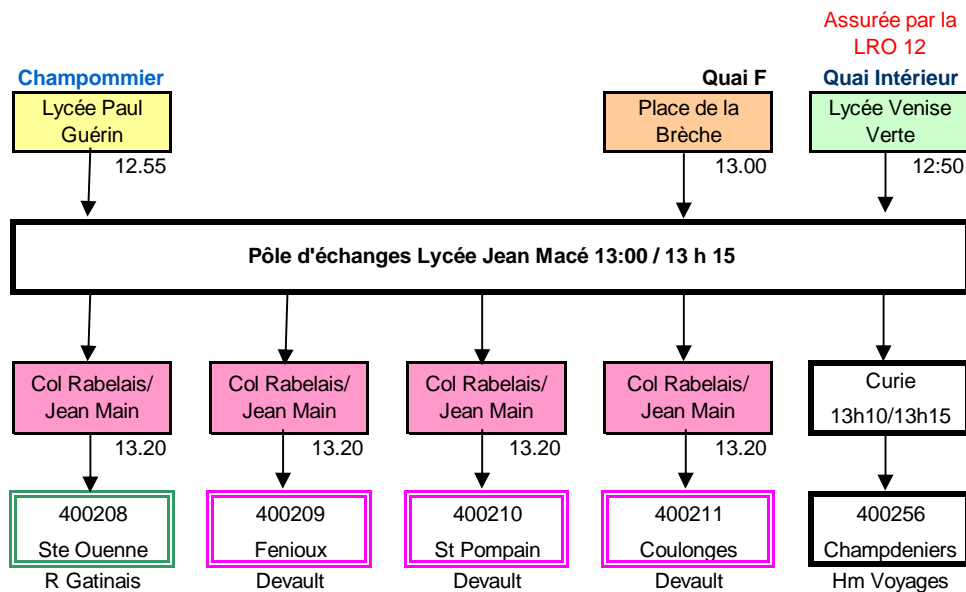 Assurée par la
LRO 12
Champommier
Quai F
Quai Intérieur
Lycée Paul
Guérin
Place de la
Brèche
Lycée Venise
Verte
12.55
13.00
12:50
Pôle d'échanges Lycée Jean Macé 13:00 / 13 h 15
Col Rabelais/
Jean Main
Col Rabelais/
Jean Main
Col Rabelais/
Jean Main
Col Rabelais/
Jean Main
Curie
13h10/13h15
13.20
13.20
13.20
13.20
400208
Ste Ouenne
400209
Fenioux
400210
St Pompain
400211
Coulonges
400256
Champdeniers
R Gatinais
Devault
Devault
Devault
Hm Voyages